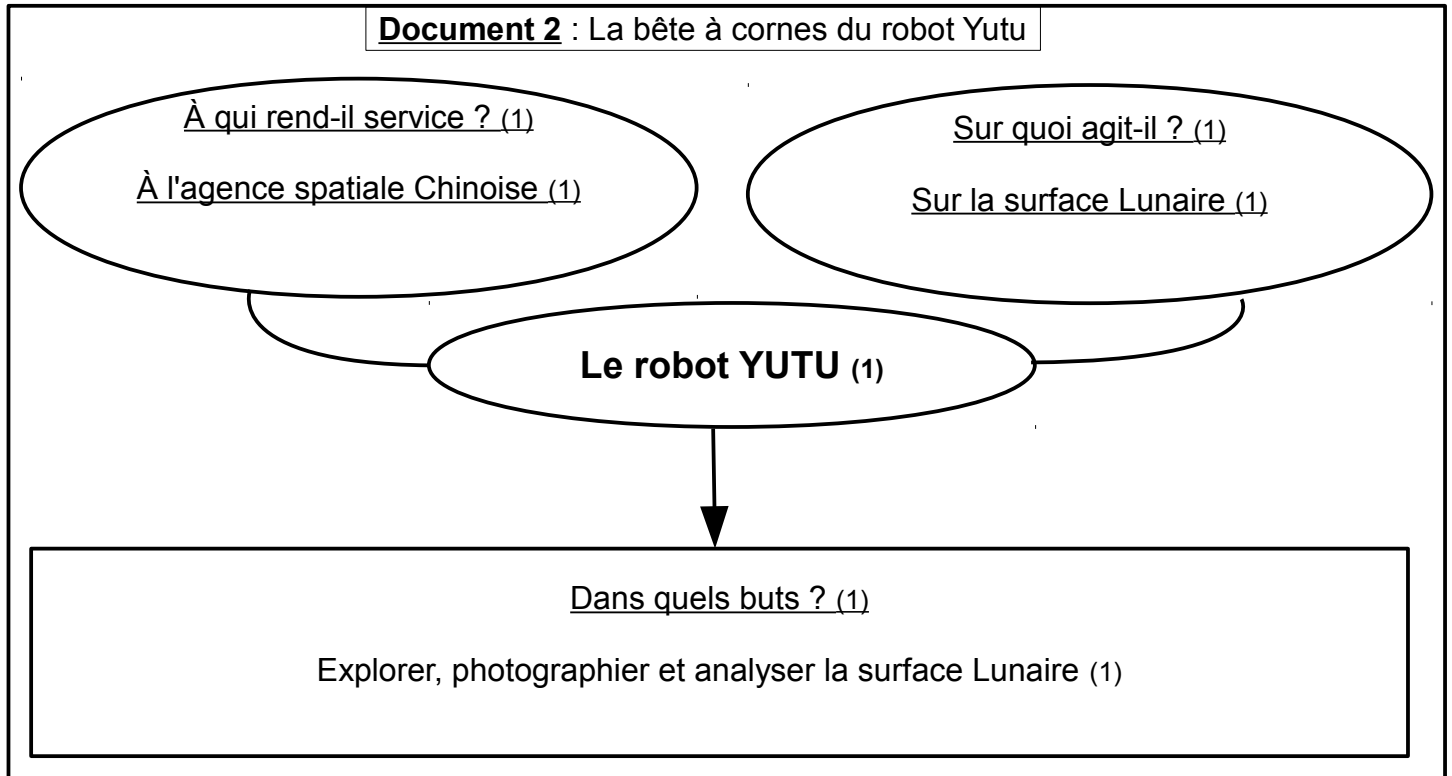 Document 2 : La bête à cornes du robot Yutu
À qui rend-il service ? (1)
À l'agence spatiale Chinoise (1)
Sur quoi agit-il ? (1)
Sur la surface Lunaire (1)
Le robot YUTU (1)
Dans quels buts ? (1)
Explorer, photographier et analyser la surface Lunaire (1)